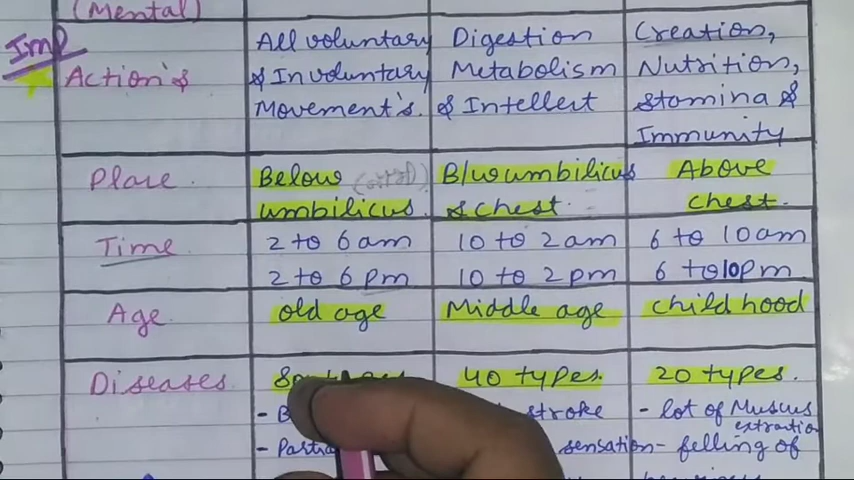 (Mental)
Imp
Action's
All voluntary
& Involuntary
Movement's.
Digestion
Metabolism
& Intellect
Creation,
Nutrition,
stamina &
Immunity
Place.
Below
umbilicus.
B/w umbilicus
& chest.
Above
chest.
Time
2 to 6 am
2 to 6 pm
10 to 2 am
10 to 2 pm
6 to 10 am
6 to 10 pm
Age
old age
Middle age
child hood
Diseases
40 types.
20 types.
stroke
- lot of Muscus
extraction
sensation
- felling of